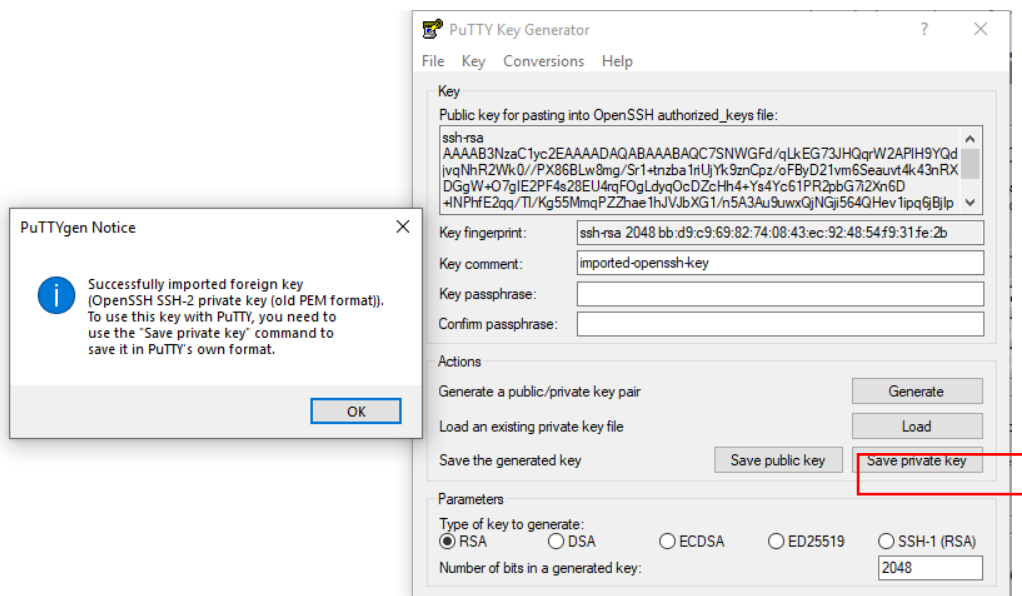 PuTTY Key Generator
?
File Key Conversions Help
Key
Public key for pasting into OpenSSH authorized_keys file:
ssh-rsa
AAAAB3NzaC1yc2EAAAADAQABAAABAQC7SNWGFd/qLkEG73JHQqrW2APIH9YQd
jvqNhR2Wk0//PX86BLw8mg/Sr1+tnzba1riUjYk9znCpz/oFByD21vm6Seauvt4k43nRX
DGgW+O7gIE2PF4s28EU4rqFOgLdyqOcDZcHh4+Ys4Yc61PR2pbG7i2Xn6D
+INPhfE2qq/Tl/Kg55MmqPZZhae1hJVJbXG1/n5A3Au9uwxQjNGji564QHev1ipq6jBjlp
Key fingerprint: ssh-rsa 2048 bb:d9:c9:69:82:74:08:43:ec:92:48:54:f9:31:fe:2b
Key comment: imported-openssh-key
Key passphrase:
Confirm passphrase:
Actions
Generate a public/private key pair Generate
Load an existing private key file Load
Save the generated key Save public key Save private key
Parameters
Type of key to generate:
RSA DSA ECDSA ED25519 SSH-1 (RSA)
Number of bits in a generated key: 2048
PuTTYgen Notice
Successfully imported foreign key
(OpenSSH SSH-2 private key (old PEM format)).
To use this key with PuTTY, you need to
use the "Save private key" command to
save it in PuTTY's own format.
OK